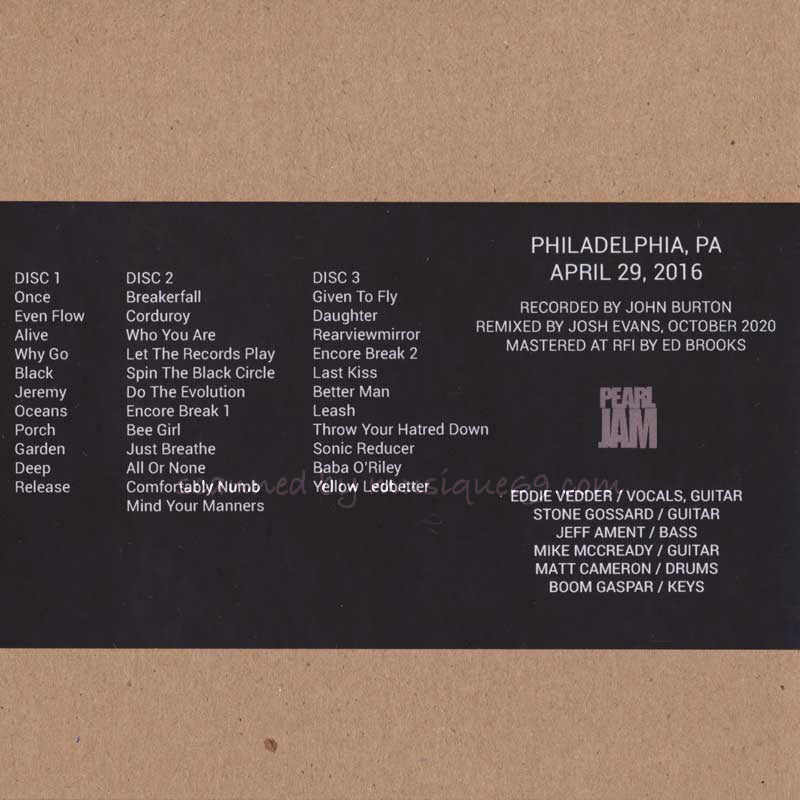 PHILADELPHIA, PA
APRIL 29, 2016
RECORDED BY JOHN BURTON
REMIXED BY JOSH EVANS, OCTOBER 2020
MASTERED AT RFI BY ED BROOKS
PEARL
JAM
EDDIE VEDDER / VOCALS, GUITAR
STONE GOSSARD / GUITAR
JEFF AMENT / BASS
MIKE MCCREADY / GUITAR
MATT CAMERON / DRUMS
BOOM GASPAR / KEYS
DISC 1
Once
Even Flow
Alive
Why Go
Black
Jeremy
Oceans
Porch
Garden
Deep
Release
DISC 2
Breakerfall
Corduroy
Who You Are
Let The Records Play
Spin The Black Circle
Do The Evolution
Encore Break 1
Bee Girl
Just Breathe
All Or None
Comfortably Numb
Mind Your Manners
DISC 3
Given To Fly
Daughter
Rearviewmirror
Encore Break 2
Last Kiss
Better Man
Leash
Throw Your Hatred Down
Sonic Reducer
Baba O'Riley
Yellow Ledbetter
scanned by musique69.com